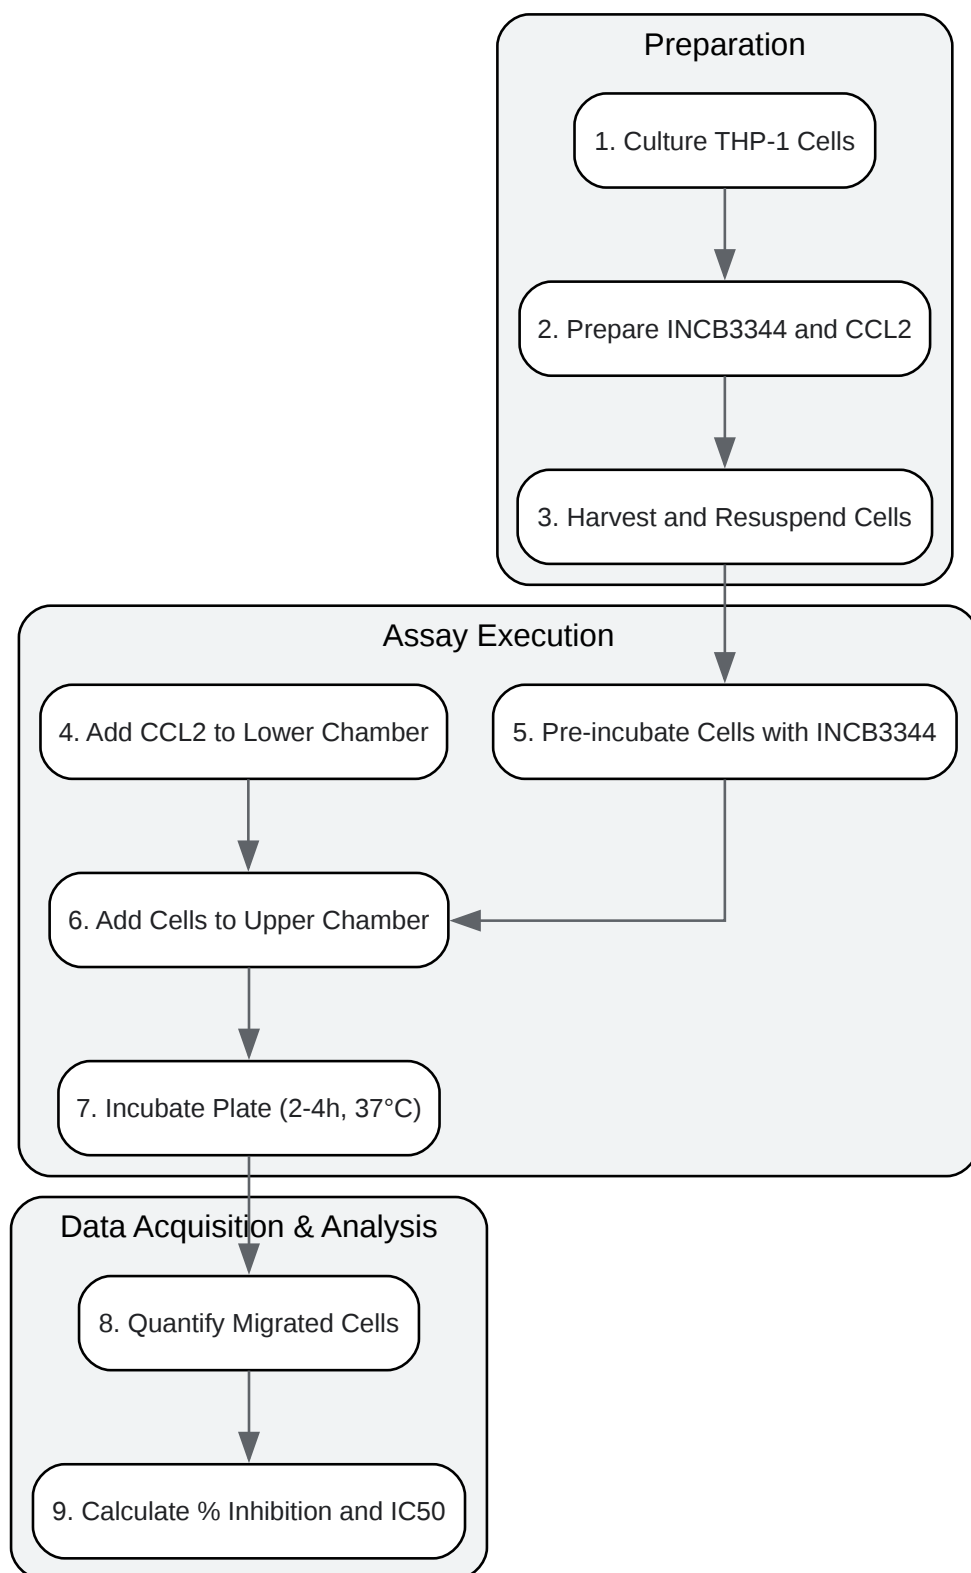 Preparation
1. Culture THP-1 Cells
2. Prepare INCB3344 and CCL2
3. Harvest and Resuspend Cells
Assay Execution
4. Add CCL2 to Lower Chamber
5. Pre-incubate Cells with INCB3344
6. Add Cells to Upper Chamber
7. Incubate Plate (2-4h, 37°C)
Data Acquisition & Analysis
8. Quantify Migrated Cells
9. Calculate % Inhibition and IC50